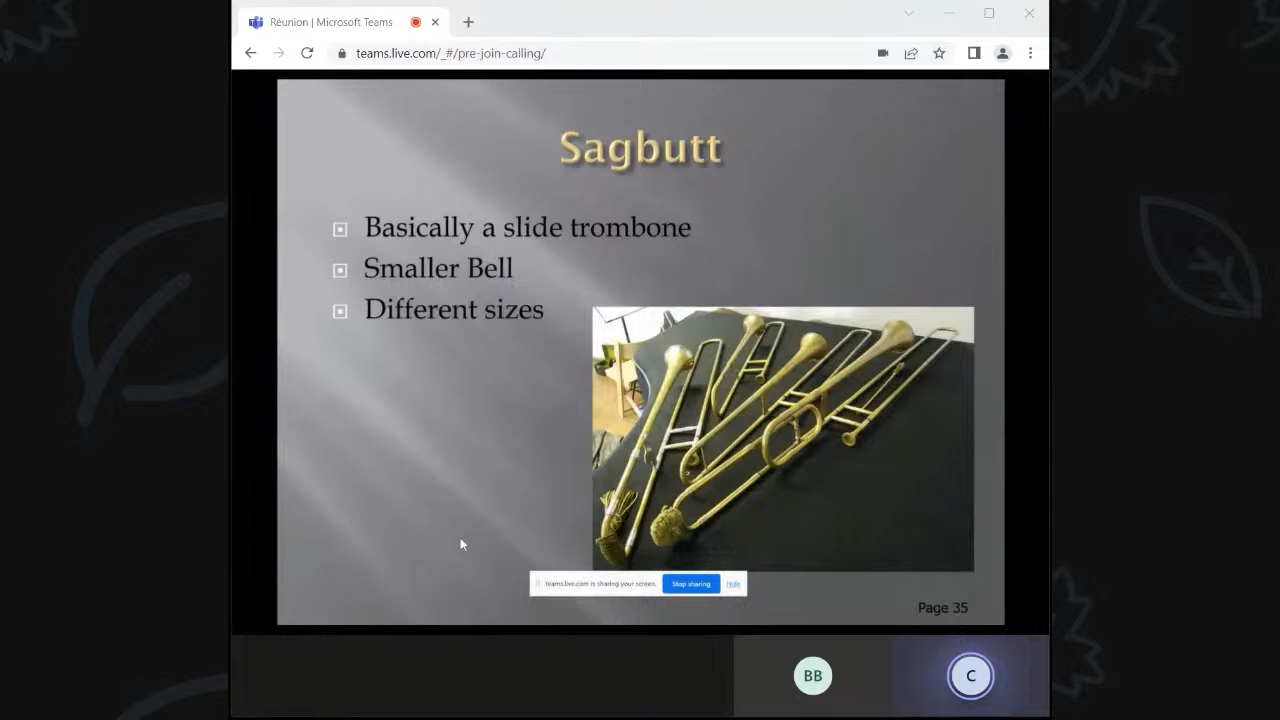 Réunion | Microsoft Teams
teams.live.com/_#/pre-join-calling/
Sagbutt
Basically a slide trombone
Smaller Bell
Different sizes
teams.live.com is sharing your screen.
Stop sharing
Hide
Page 35
BB
C